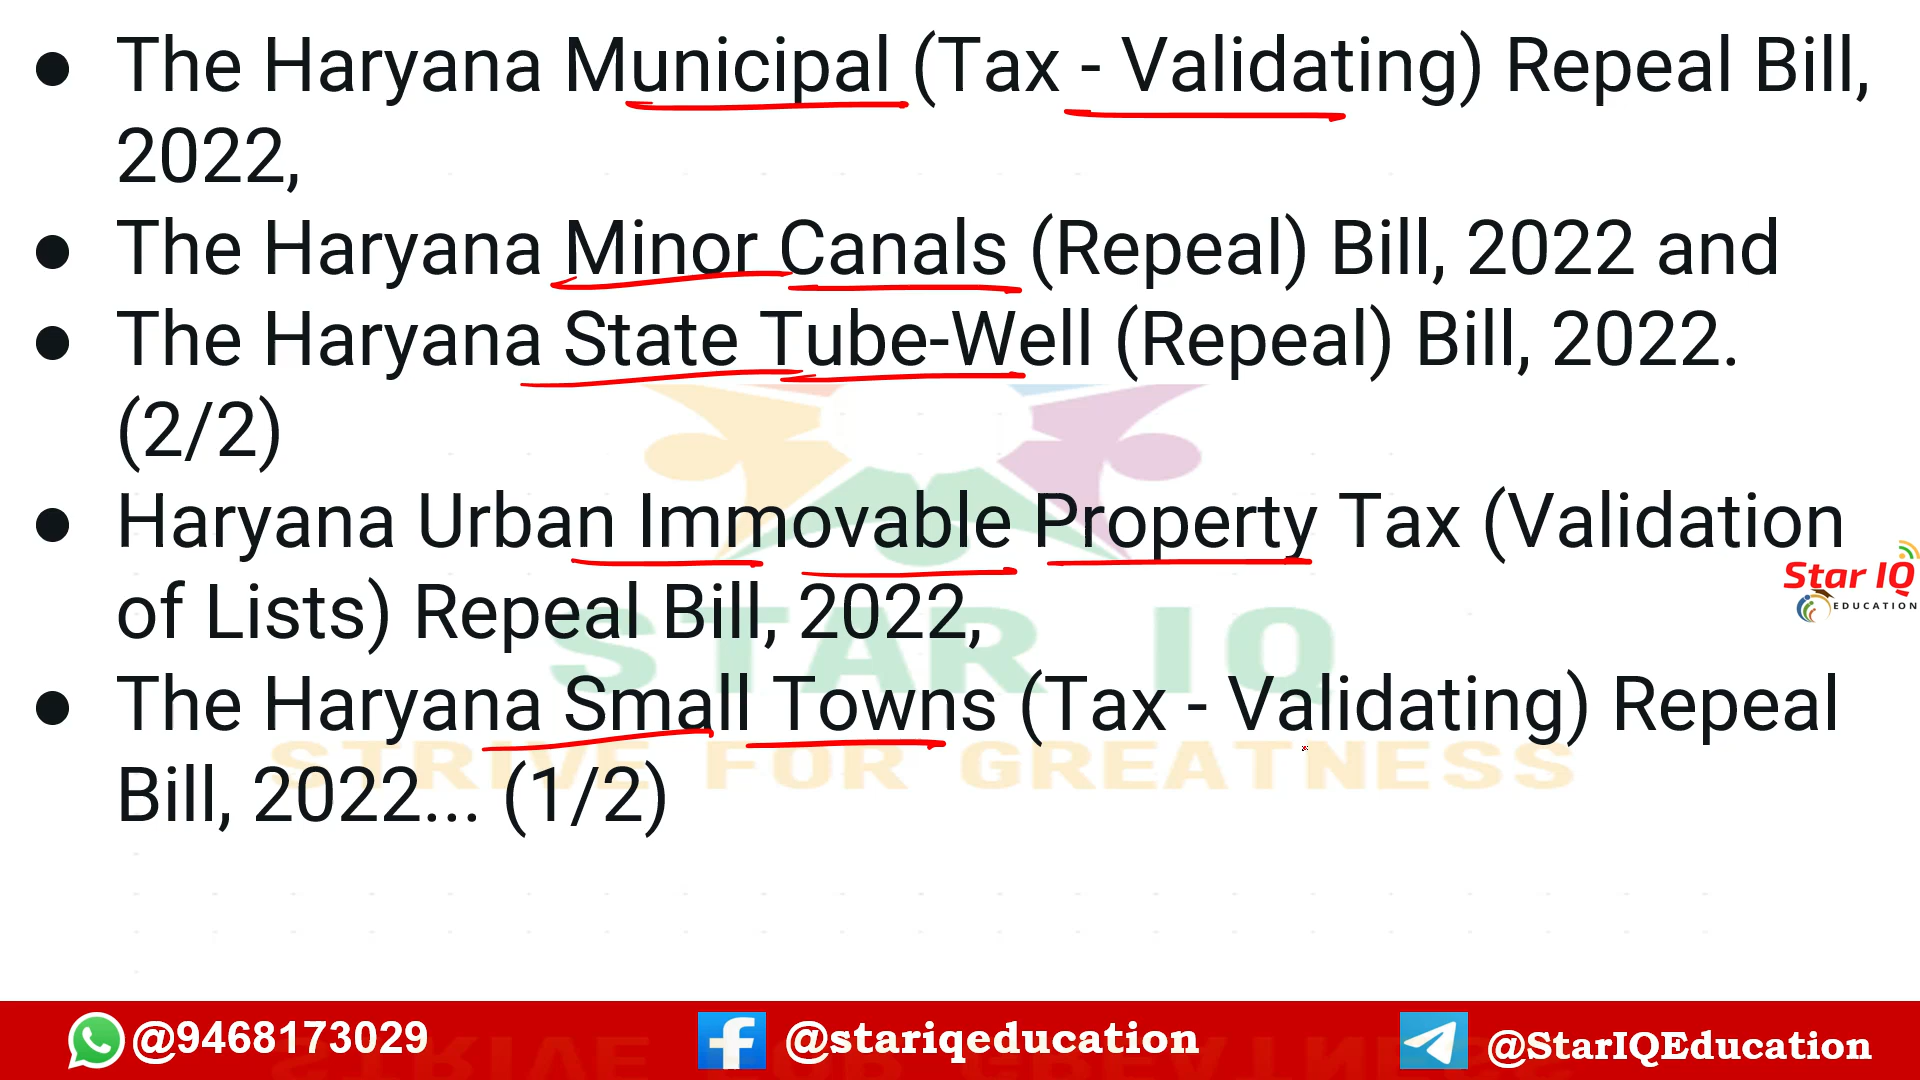 ● The Haryana Municipal (Tax - Validating) Repeal Bill,
2022,
● The Haryana Minor Canals (Repeal) Bill, 2022 and
● The Haryana State Tube-Well (Repeal) Bill, 2022.
(2/2)
● Haryana Urban Immovable Property Tax (Validation
of Lists) Repeal Bill, 2022,
● The Haryana Small Towns (Tax - Validating) Repeal
Bill, 2022... (1/2)
Star IQ
EDUCATION
STAR IQ
STRIVE FOR GREATNESS
@9468173029
@stariqeducation
@StarIQEducation